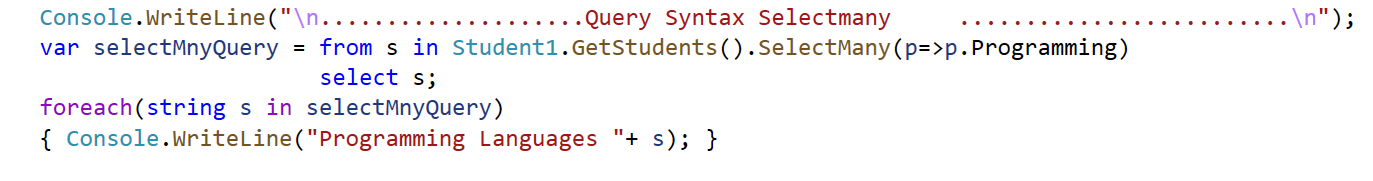 Console.WriteLine("\n....................Query Syntax Selectmany     .........................\n");
var selectMnyQuery = from s in Student1.GetStudents().SelectMany(p=>p.Programming)
select s;
foreach(string s in selectMnyQuery)
{ Console.WriteLine("Programming Languages "+ s); }